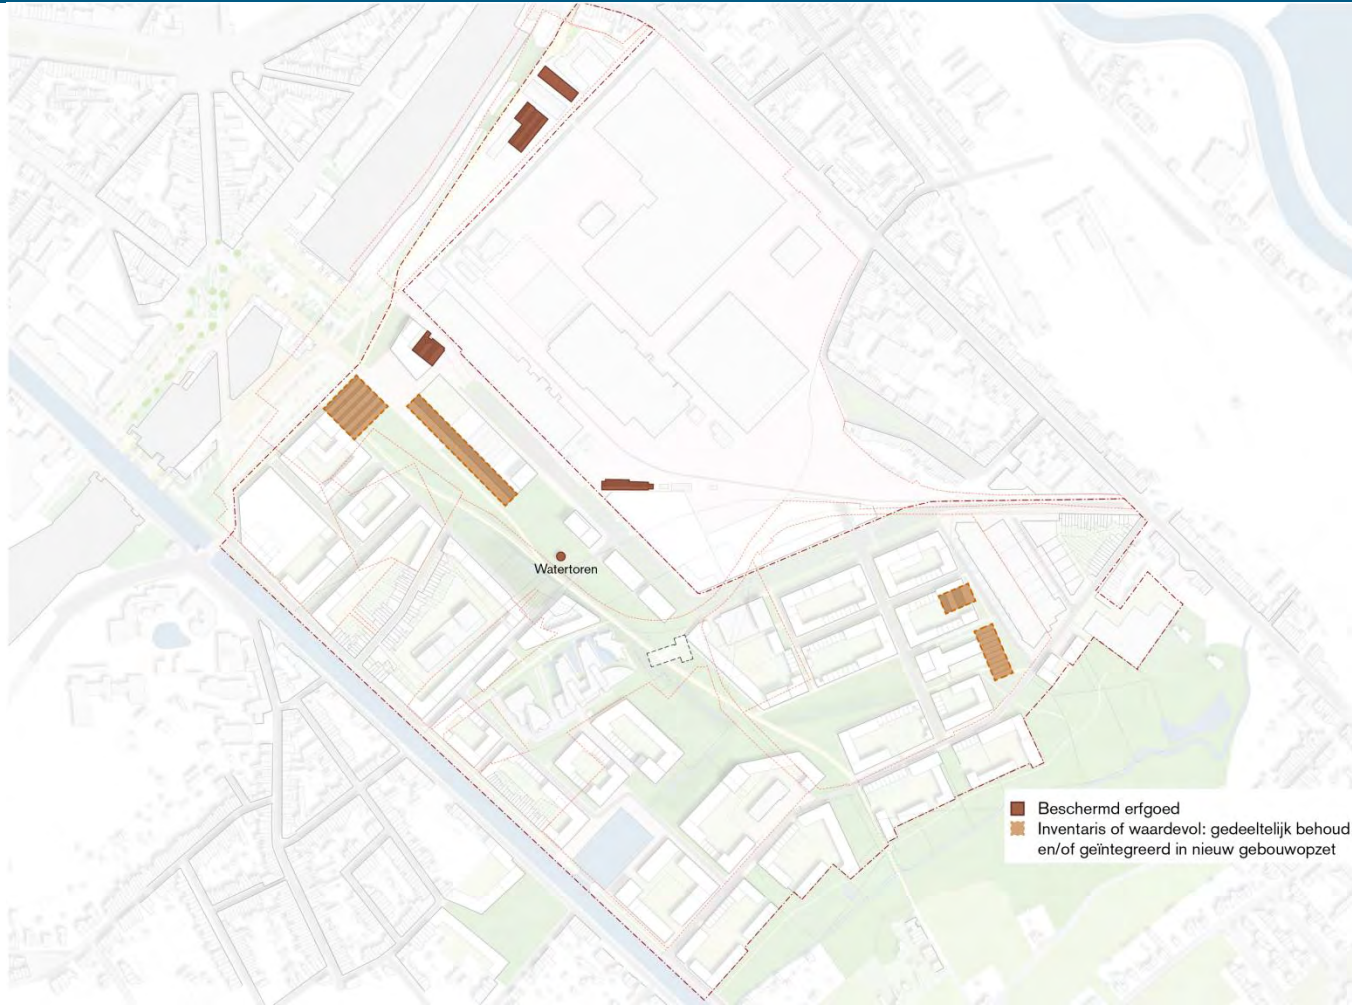 Watertoren
Beschermd erfgoed
Inventaris of waardevol: gedeeltelijk behoud
en/of geïntegreerd in nieuw gebouwopzet